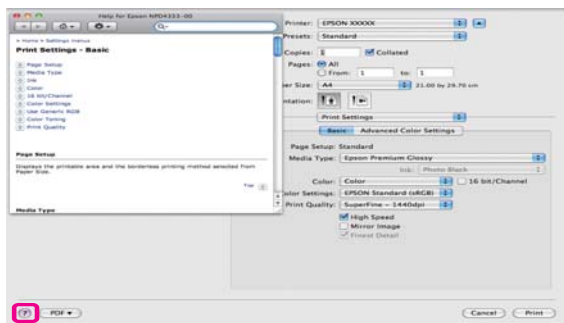 Help for Epson NPD4333-00
Q-
> Home > Settings menus
Print Settings - Basic
Page Setup
Media Type
Ink
Color
16 bit/Channel
Color Settings
Use Generic RGB
Color Toning
Print Quality
Page Setup
Displays the printable area and the borderless printing method selected from
Paper Size.
Top
Media Type
Printer: EPSON XXXXX
Presets: Standard
Copies: 1 Collated
Pages: All
From: 1 to: 1
er Size: A4 21.00 by 29.70 cm
ntation:
Print Settings
Basic Advanced Color Settings
Page Setup: Standard
Media Type: Epson Premium Glossy
Ink: Photo Black
Color: Color 16 bit/Channel
olor Settings: EPSON Standard (sRGB)
Print Quality: SuperFine - 1440dpi
High Speed
Mirror Image
Finest Detail
? PDF ▼ Cancel Print